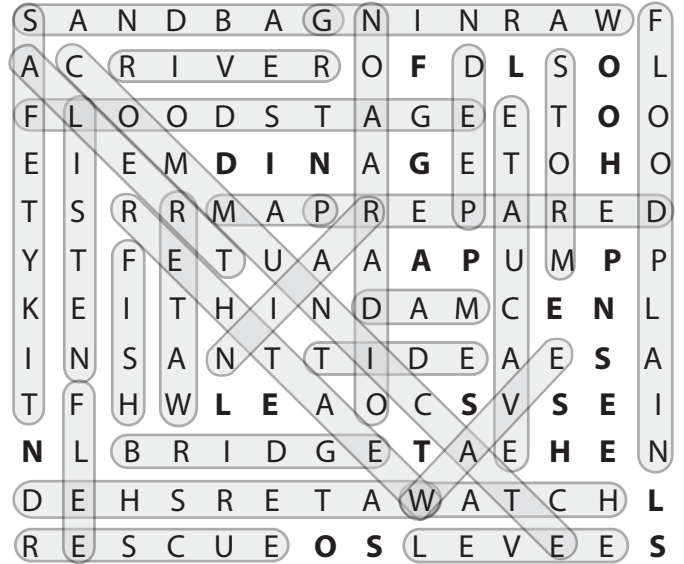 S A N D B A G N I N R A W F
A C R I V E R O F D L S O L
F L O O D S T A G E E T O O
E I E M D I N A G E T O H O
T S R R M A P R E P A R E D
Y T F E T U A A A P U M P P
K E I T H I N D A M C E N L
I N S A N T T I D E A E S A
T F H W L E A O C S V S E I
N L B R I D G E T A E H E N
D E H S R E T A W A T C H L
R E S C U E O S L E V E E S